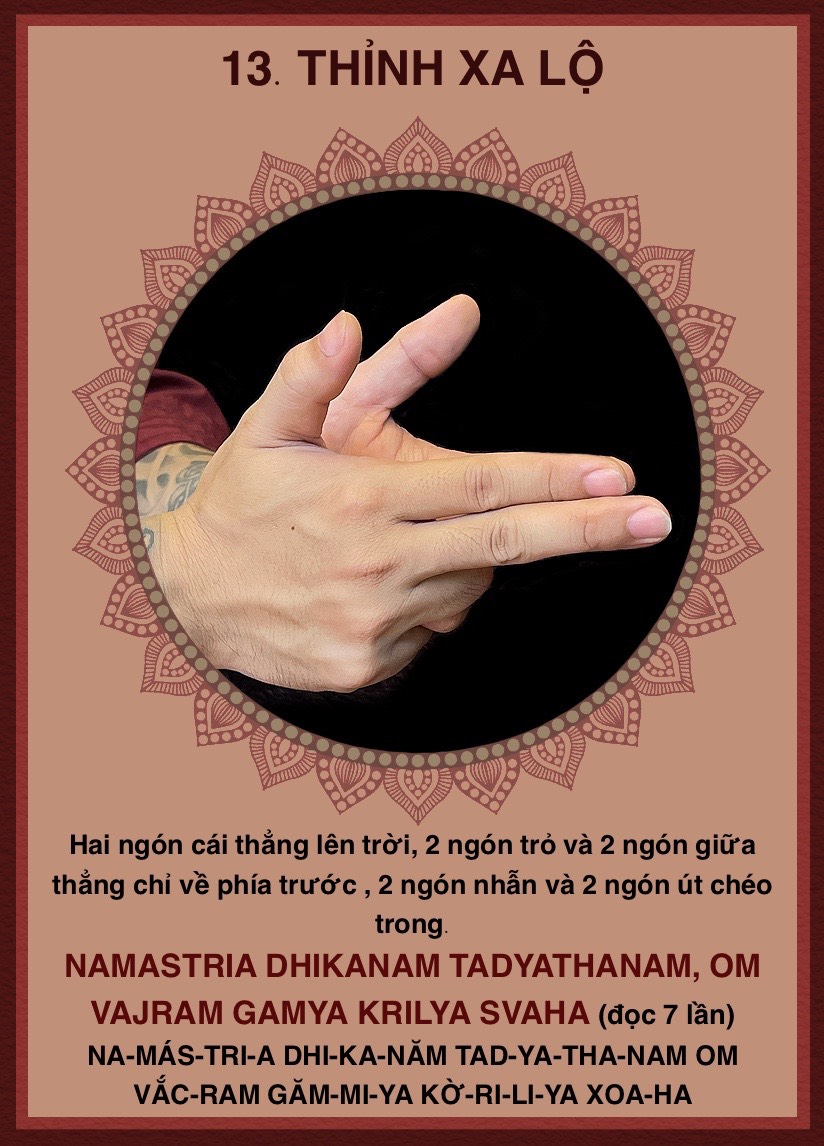 13. THỈNH XA LỘ
Hai ngón cái thẳng lên trời, 2 ngón trỏ và 2 ngón giữa
thẳng chỉ về phía trước , 2 ngón nhẫn và 2 ngón út chéo
trong.
NAMASTRIA DHIKANAM TADYATHANAM, OM
VAJRAM GAMYA KRILYA SVAHA (đọc 7 lần)
NA-MÁS-TRI-A DHI-KA-NĂM TAD-YA-THA-NAM OM
VẮC-RAM GĂM-MI-YA KỜ-RI-LI-YA XOA-HA